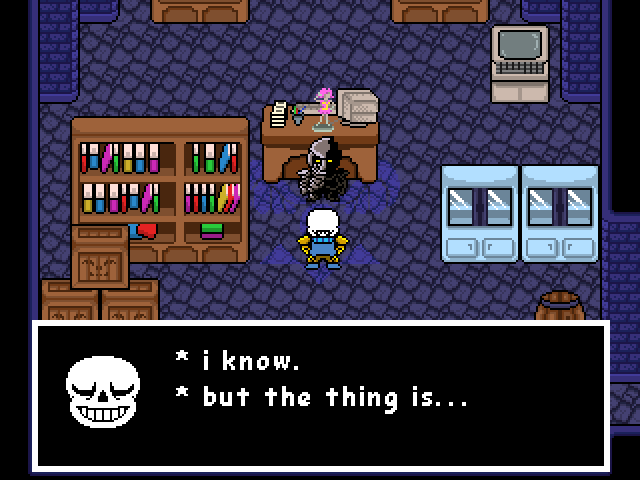 * i know.
* but the thing is...